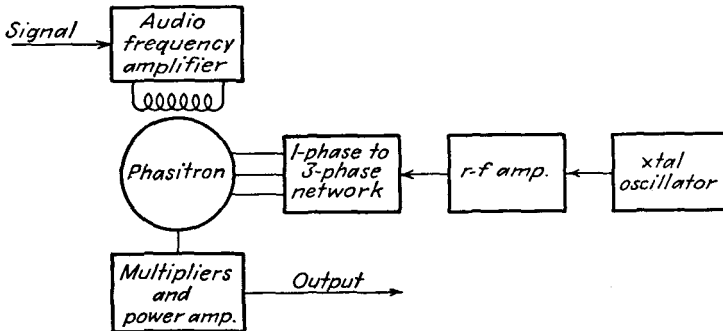 Signal
Audio
frequency
amplifier
Phasitron
1-phase to
3-phase
network
r-f amp.
xtal
oscillator
Multipliers
and
power amp.
Output